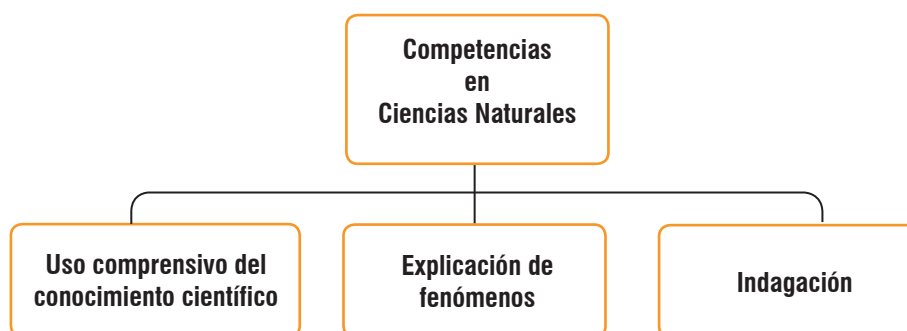 Competencias
en
Ciencias Naturales
Uso comprensivo del
conocimiento científico
Explicación de
fenómenos
Indagación